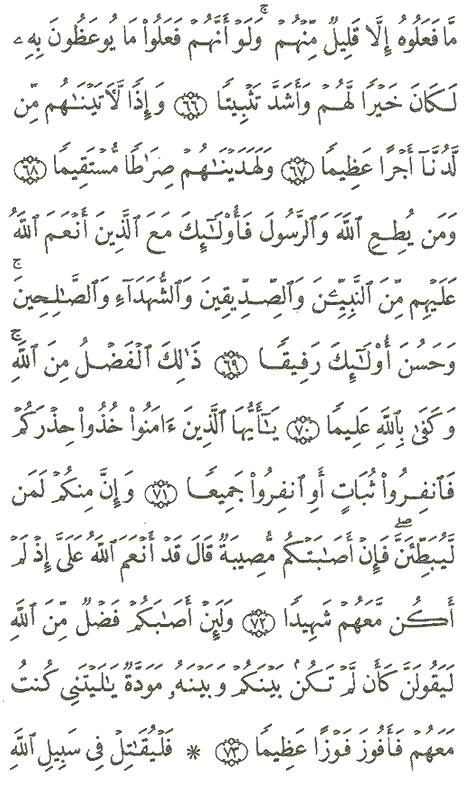 مَّا فَعَلُوهُ إِلَّا قَلِيلٌ مِّنْهُمْ ۖ وَلَوْ أَنَّهُمْ فَعَلُوا۟ مَا يُوعَظُونَ بِهِۦ
لَكَانَ خَيْرًا لَّهُمْ وَأَشَدَّ تَثْبِيتًا ٦٦ وَإِذًا لَّأَتَيْنَـٰهُم مِّن
لَّدُنَّآ أَجْرًا عَظِيمًا ٦٧ وَلَهَدَيْنَـٰهُمْ صِرَٰطًا مُّسْتَقِيمًا ٦٨
وَمَن يُطِعِ ٱللَّهَ وَٱلرَّسُولَ فَأُو۟لَـٰٓئِكَ مَعَ ٱلَّذِينَ أَنْعَمَ ٱللَّهُ
عَلَيْهِم مِّنَ ٱلنَّبِيِّـۧنَ وَٱلصِّدِّيقِينَ وَٱلشُّهَدَآءِ وَٱلصَّـٰلِحِينَ ۚ
وَحَسُنَ أُو۟لَـٰٓئِكَ رَفِيقًا ٦٩ ذَٰلِكَ ٱلْفَضْلُ مِنَ ٱللَّهِ ۚ
وَكَفَىٰ بِٱللَّهِ عَلِيمًا ٧٠ يَـٰٓأَيُّهَا ٱلَّذِينَ ءَامَنُوا۟ خُذُوا۟ حِذْرَكُمْ
فَٱنفِرُوا۟ ثُبَاتٍ أَوِ ٱنفِرُوا۟ جَمِيعًا ٧١ وَإِنَّ مِنكُمْ لَمَن
لَّيُبَطِّئَنَّ ۖ فَإِنْ أَصَـٰبَتْكُم مُّصِيبَةٌ قَالَ قَدْ أَنْعَمَ ٱللَّهُ عَلَىَّ إِذْ لَمْ
أَكُن مَّعَهُمْ شَهِيدًا ٧٢ وَلَئِنْ أَصَـٰبَكُمْ فَضْلٌ مِّنَ ٱللَّهِ
لَيَقُولَنَّ كَأَن لَّمْ تَكُنۢ بَيْنَكُمْ وَبَيْنَهُۥ مَوَدَّةٌ يَـٰلَيْتَنِى كُنتُ
مَعَهُمْ فَأَفُوزَ فَوْزًا عَظِيمًا ٧٣ ۞ فَلْيُقَـٰتِلْ فِى سَبِيلِ ٱللَّهِ